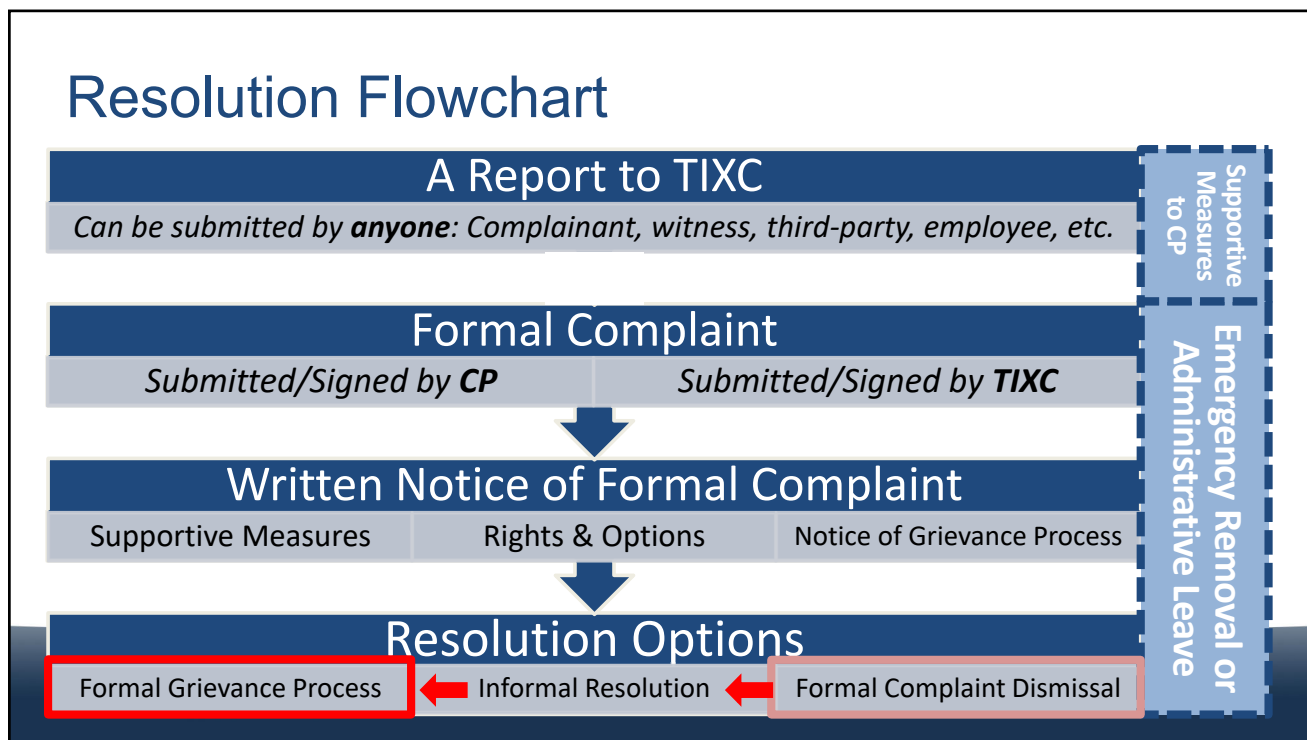 Resolution Flowchart
A Report to TIXC
Can be submitted by anyone: Complainant, witness, third-party, employee, etc.
Supportive
Measures
to CP
Formal Complaint
Submitted/Signed by CP
Submitted/Signed by TIXC
Emergency Removal or
Administrative Leave
Written Notice of Formal Complaint
Supportive Measures
Rights & Options
Notice of Grievance Process
Resolution Options
Formal Grievance Process
Informal Resolution
Formal Complaint Dismissal